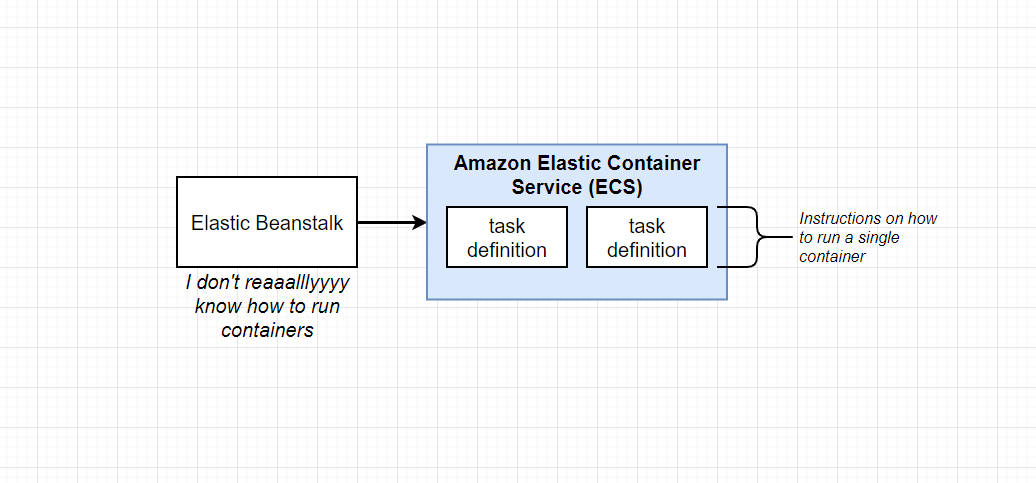 Elastic Beanstalk
I don't reaaalllyyyy
know how to run
containers
Amazon Elastic Container
Service (ECS)
task
definition
task
definition
Instructions on how
to run a single
container